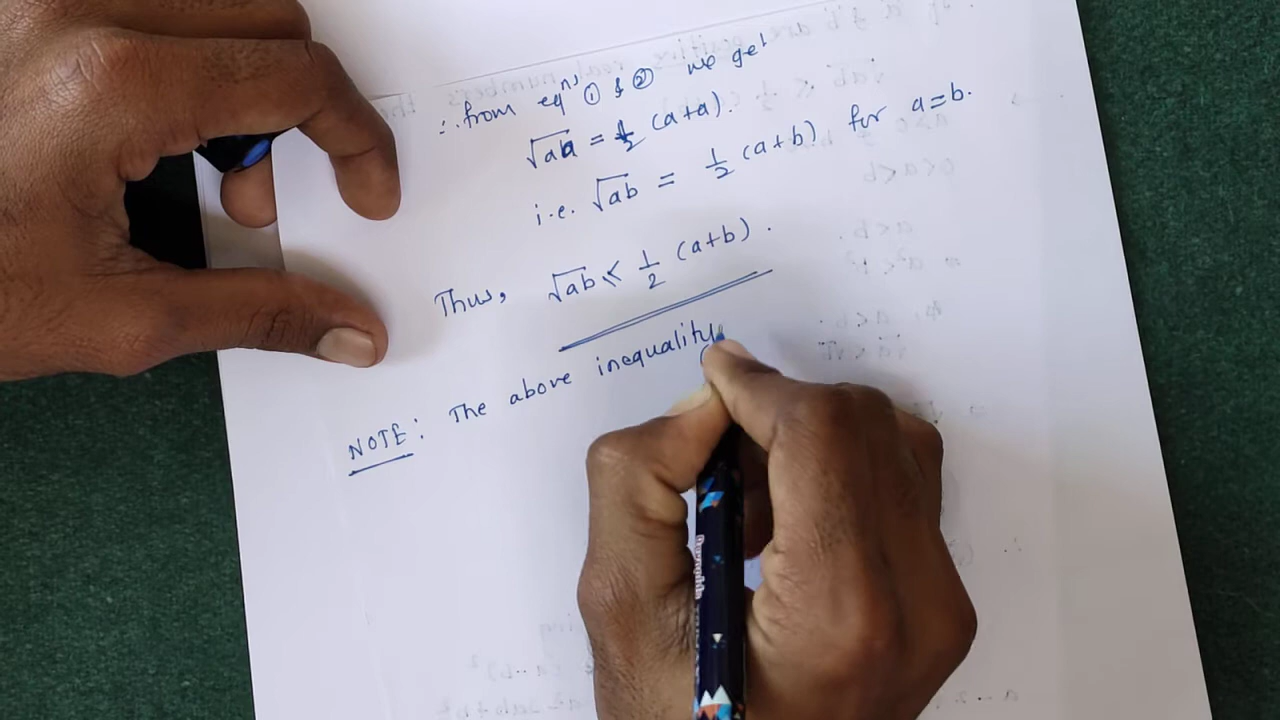 ∴ from eqⁿˢ ① & ② we get
√aa = 1/2 (a+a).
i.e. √ab = 1/2 (a+b) for a=b.
Thus, √ab ≤ 1/2 (a+b).
NOTE: The above inequality